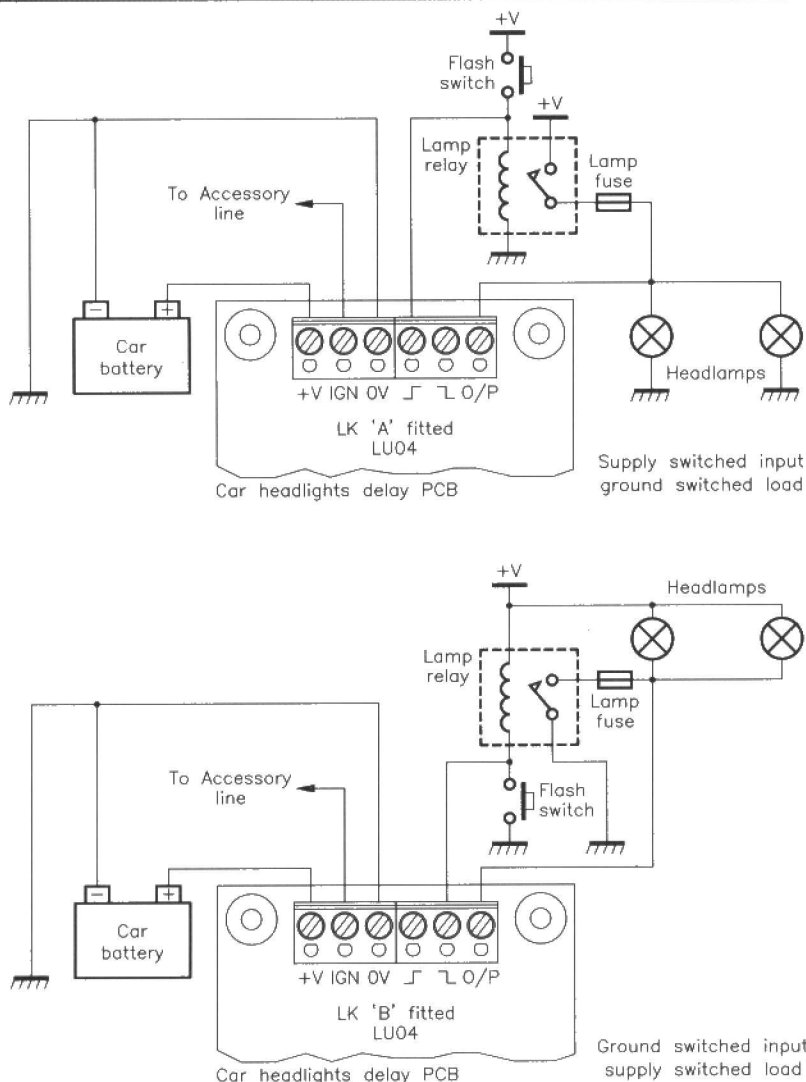 +V
Flash
switch
+V
Lamp
relay
Lamp
fuse
To Accessory
line
− +
Car
battery
Headlamps
+V IGN 0V O/P
LK 'A' fitted
LU04
Car headlights delay PCB
Supply switched input
ground switched load
+V
Headlamps
Lamp
relay
Lamp
fuse
To Accessory
line
Flash
switch
− +
Car
battery
+V IGN 0V O/P
LK 'B' fitted
LU04
Car headlights delay PCB
Ground switched input
supply switched load